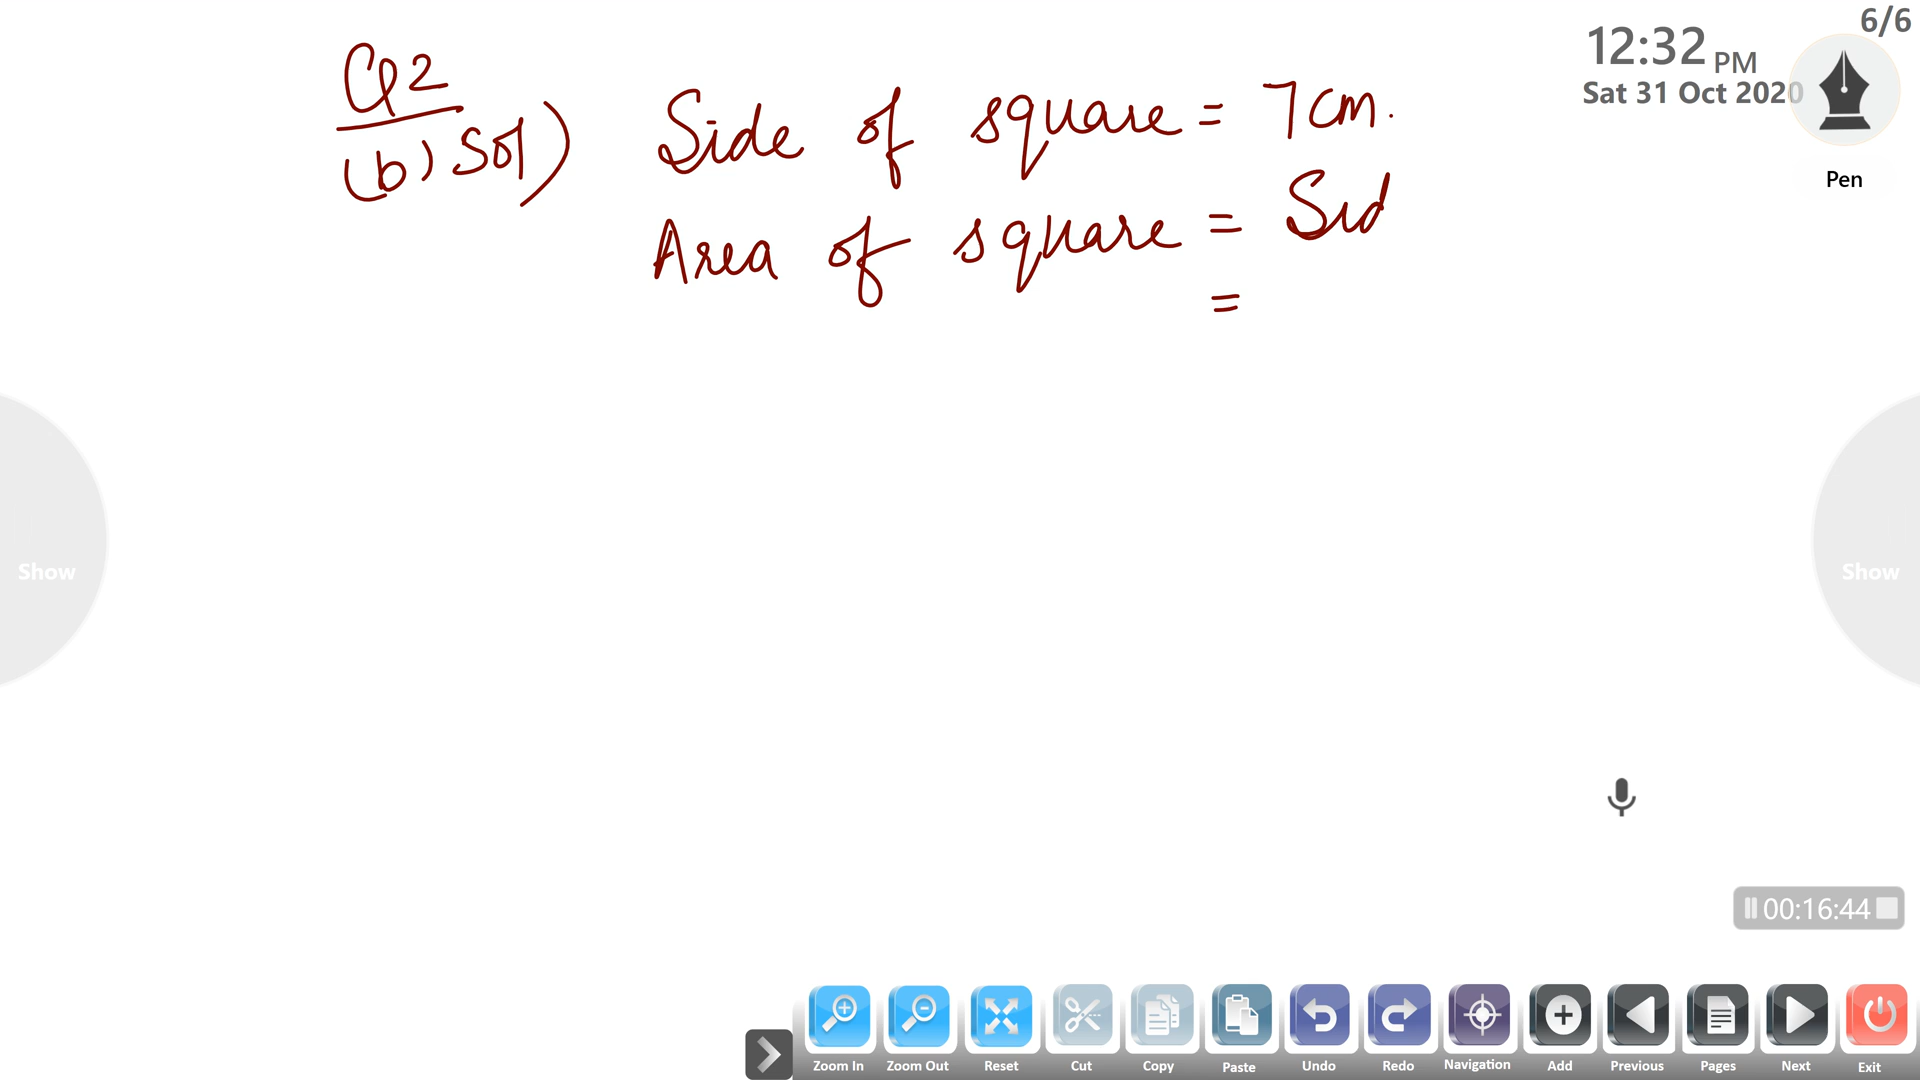 6/6
12:32 PM
Sat 31 Oct 2020
Pen
Q2
(b) Sol) Side of square = 7cm.
Area of square = Sid
=
Show
Show
00:16:44
Zoom In Zoom Out Reset Cut Copy Paste Undo Redo Navigation Add Previous Pages Next Exit